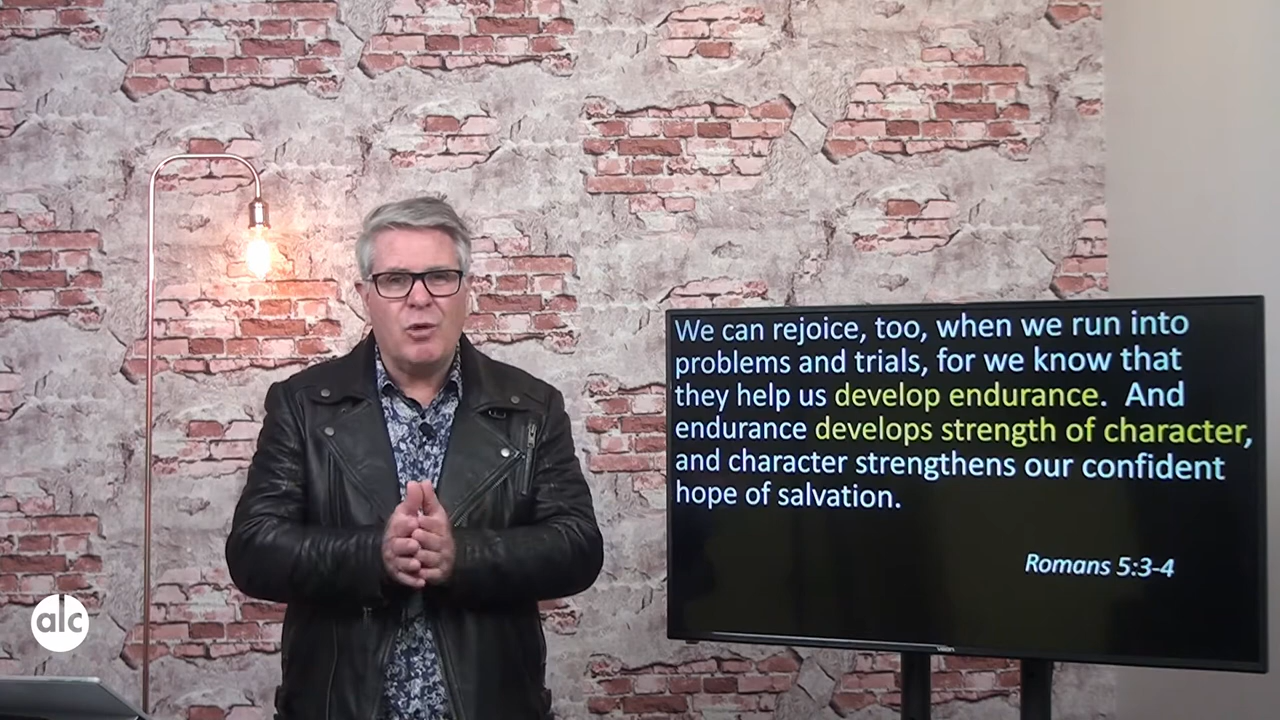 We can rejoice, too, when we run into
problems and trials, for we know that
they help us develop endurance.  And
endurance develops strength of character,
and character strengthens our confident
hope of salvation.
Romans 5:3-4
alc